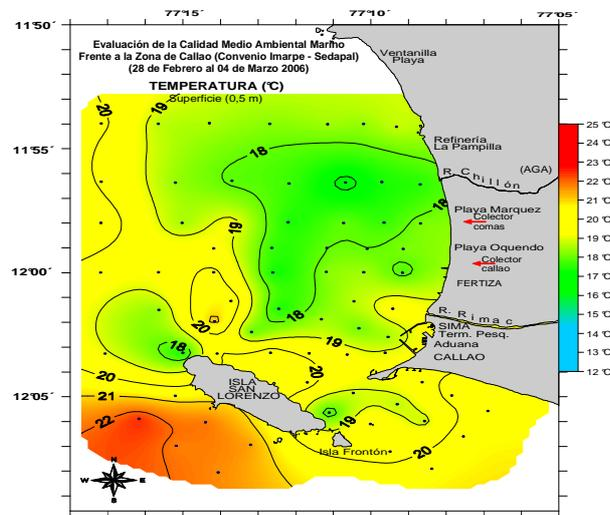 77°15' 77°10' 77°05'
11°50'
Evaluación de la Calidad Medio Ambiental Marino
Frente a la Zona de Callao (Convenio Imarpe - Sedapal)
(28 de Febrero al 04 de Marzo 2006)
TEMPERATURA (°C)
Superficie (0,5 m)
Ventanilla
Playa
20
19
18
Refinería
La Pampilla
11°55'
R. Chillón
(AGA)
18
Playa Marquez
Colector
comas
19
Playa Oquendo
Colector
callao
12°00'
FERTIZA
18
20
R. Rimac
19
SIMA
Term. Pesq.
Aduana
CALLAO
18
20
20
ISLA
SAN
LORENZO
21
12°05'
22
19
20
Isla Frontón
N
W E
S
25 °C
24 °C
23 °C
22 °C
21 °C
20 °C
19 °C
18 °C
17 °C
16 °C
15 °C
14 °C
13 °C
12 °C